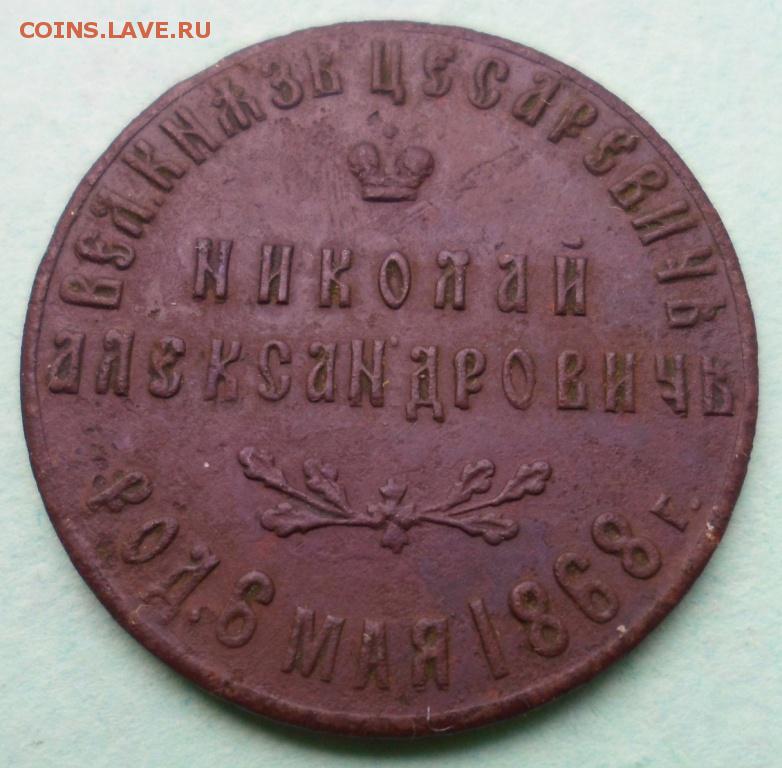 COINS.LAVE.RU
ВЕЛ. КНЯЗЬ ЦЕСАРЕВИЧЪ
НИКОЛАЙ
АЛЕКСАНДРОВИЧЪ
РОД. 6 МАЯ 1868 г.